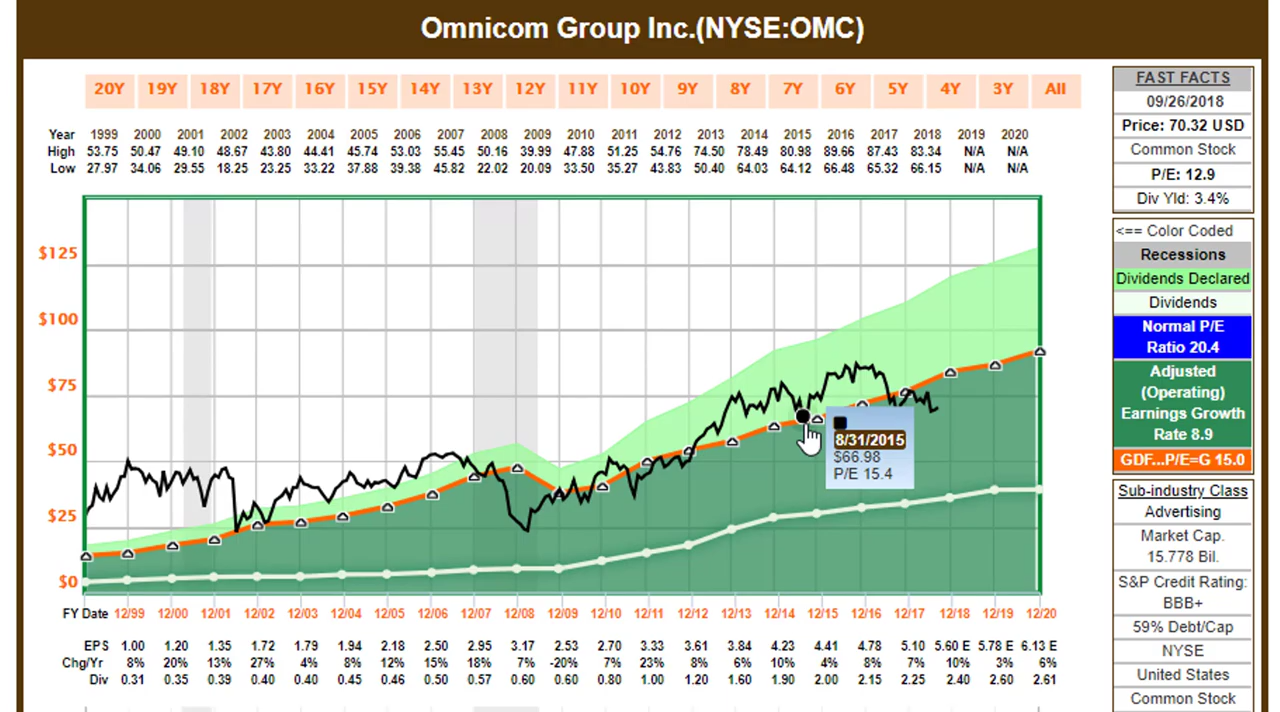 Omnicom Group Inc.(NYSE:OMC)
20Y 19Y 18Y 17Y 16Y 15Y 14Y 13Y 12Y 11Y 10Y 9Y 8Y 7Y 6Y 5Y 4Y 3Y All
Year 1999 2000 2001 2002 2003 2004 2005 2006 2007 2008 2009 2010 2011 2012 2013 2014 2015 2016 2017 2018 2019 2020
High 53.75 50.47 49.10 48.67 43.80 44.41 45.74 53.03 55.45 50.16 39.99 47.88 51.25 54.76 74.50 78.49 80.98 89.66 87.43 83.34 N/A N/A
Low 27.97 34.06 29.55 18.25 23.25 33.22 37.88 39.38 45.82 22.02 20.09 33.50 35.27 43.83 50.40 64.03 64.12 66.48 65.32 66.15 N/A N/A
$125
$100
$75
$50
$25
$0
8/31/2015
$66.98
P/E 15.4
FY Date 12/99 12/00 12/01 12/02 12/03 12/04 12/05 12/06 12/07 12/08 12/09 12/10 12/11 12/12 12/13 12/14 12/15 12/16 12/17 12/18 12/19 12/20
EPS 1.00 1.20 1.35 1.72 1.79 1.94 2.18 2.50 2.95 3.17 2.53 2.70 3.33 3.61 3.84 4.23 4.41 4.78 5.10 5.60 E 5.78 E 6.13 E
Chg/Yr 8% 20% 13% 27% 4% 8% 12% 15% 18% 7% -20% 7% 23% 8% 6% 10% 4% 8% 7% 10% 3% 6%
Div 0.31 0.35 0.39 0.40 0.40 0.45 0.46 0.50 0.57 0.60 0.60 0.80 1.00 1.20 1.60 1.90 2.00 2.15 2.25 2.40 2.60 2.61
FAST FACTS
09/26/2018
Price: 70.32 USD
Common Stock
P/E: 12.9
Div Yld: 3.4%
<== Color Coded
Recessions
Dividends Declared
Dividends
Normal P/E
Ratio 20.4
Adjusted
(Operating)
Earnings Growth
Rate 8.9
GDF...P/E=G 15.0
Sub-industry Class
Advertising
Market Cap.
15.778 Bil.
S&P Credit Rating:
BBB+
59% Debt/Cap
NYSE
United States
Common Stock